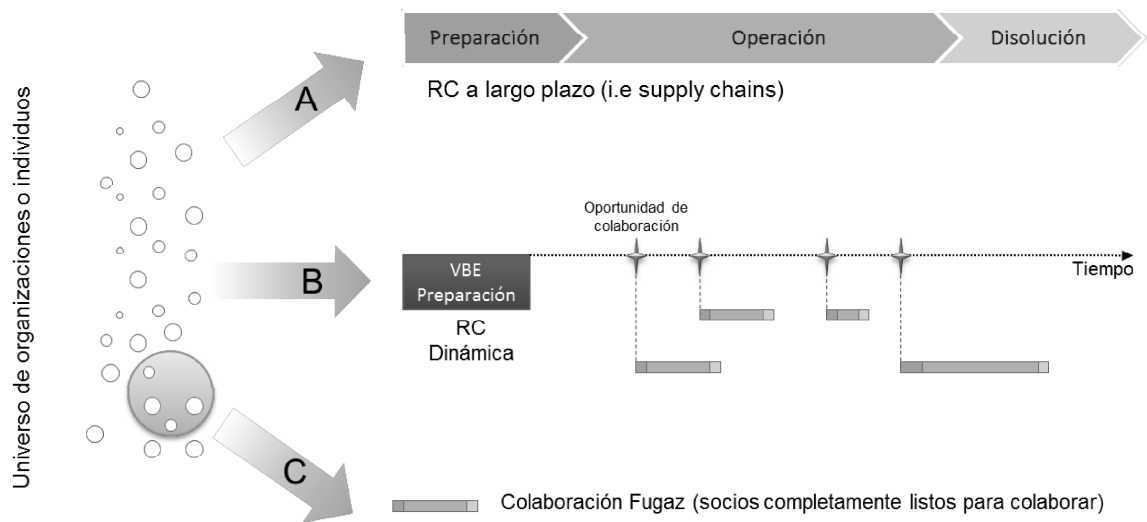 Universo de organizaciones o individuos
A
Preparación
Operación
Disolución
RC a largo plazo (i.e supply chains)
B
VBE
Preparación
RC
Dinámica
Oportunidad de
colaboración
Tiempo
C
Colaboración Fugaz (socios completamente listos para colaborar)